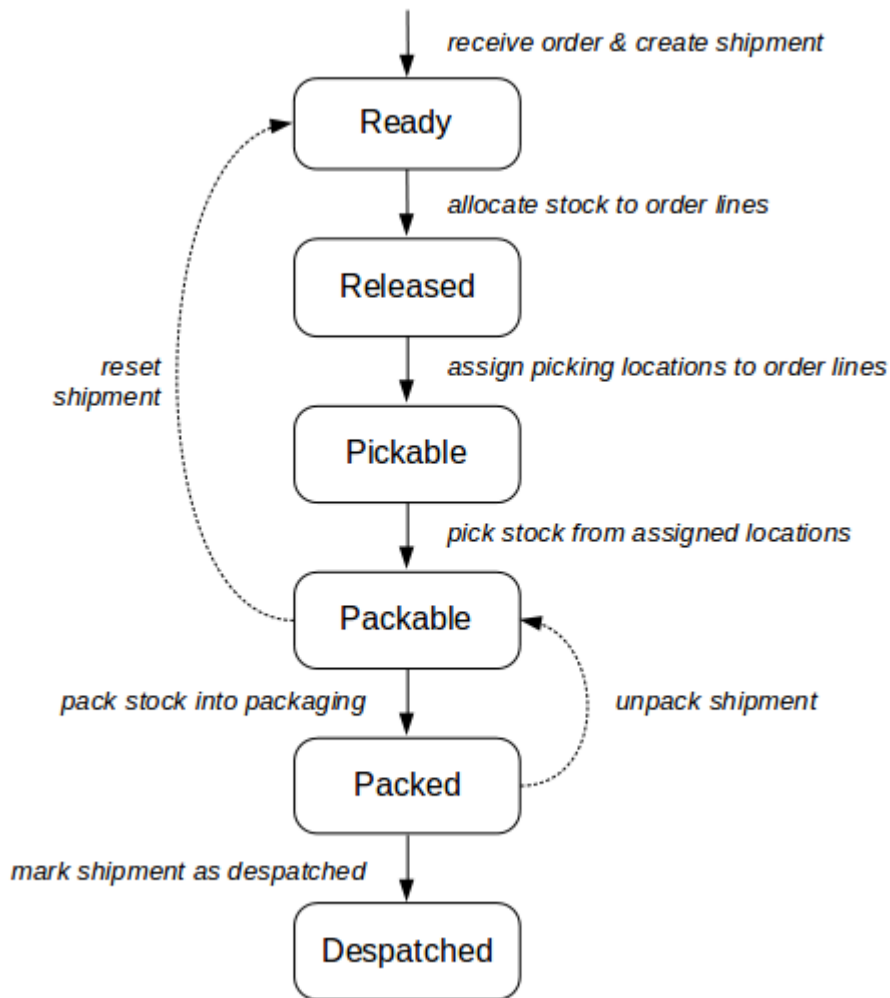 receive order & create shipment
Ready
allocate stock to order lines
Released
reset
shipment
assign picking locations to order lines
Pickable
pick stock from assigned locations
Packable
pack stock into packaging
unpack shipment
Packed
mark shipment as despatched
Despatched